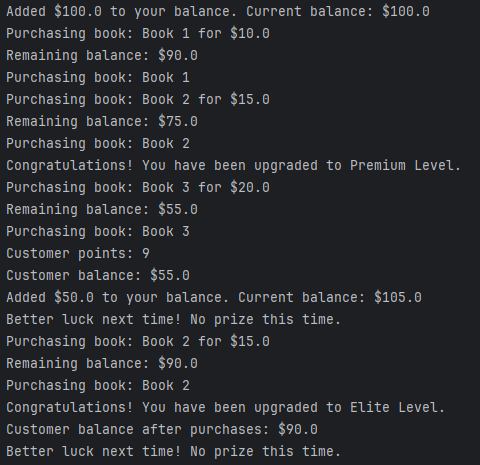 Added $100.0 to your balance. Current balance: $100.0
Purchasing book: Book 1 for $10.0
Remaining balance: $90.0
Purchasing book: Book 1
Purchasing book: Book 2 for $15.0
Remaining balance: $75.0
Purchasing book: Book 2
Congratulations! You have been upgraded to Premium Level.
Purchasing book: Book 3 for $20.0
Remaining balance: $55.0
Purchasing book: Book 3
Customer points: 9
Customer balance: $55.0
Added $50.0 to your balance. Current balance: $105.0
Better luck next time! No prize this time.
Purchasing book: Book 2 for $15.0
Remaining balance: $90.0
Purchasing book: Book 2
Congratulations! You have been upgraded to Elite Level.
Customer balance after purchases: $90.0
Better luck next time! No prize this time.